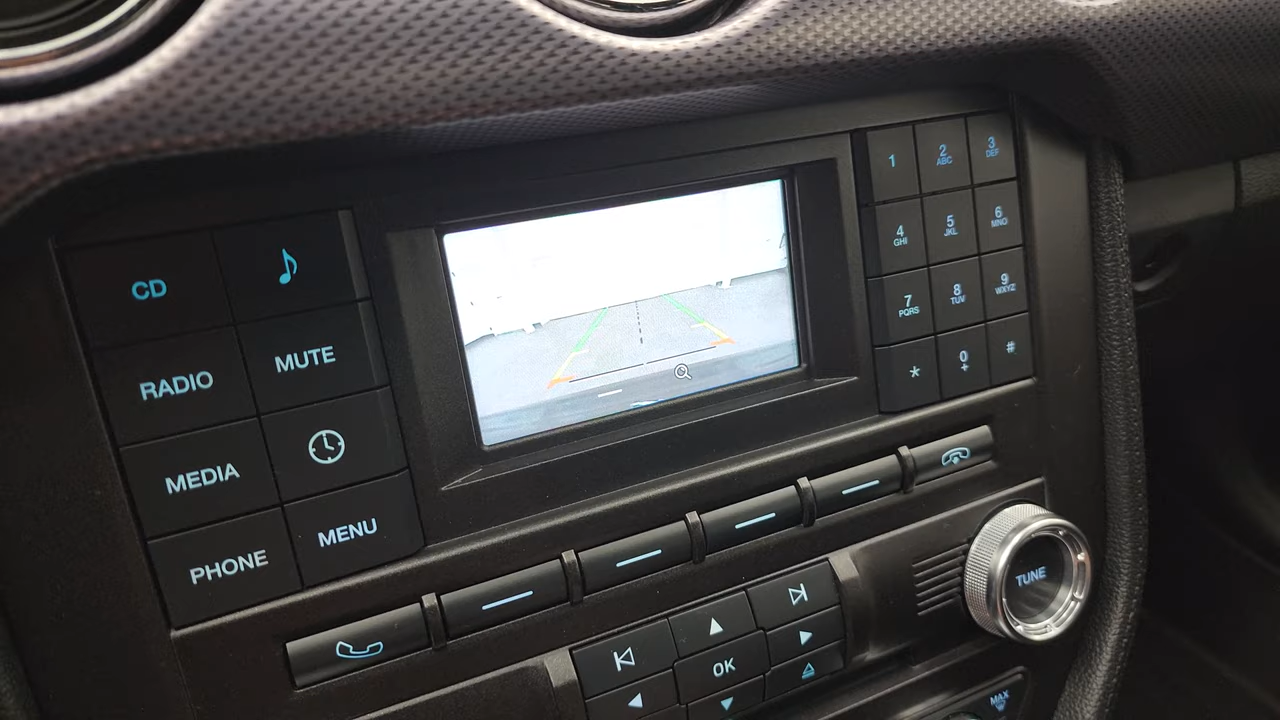 CD
RADIO
MUTE
MEDIA
PHONE
MENU
1
2
ABC
3
DEF
4
GHI
5
JKL
6
MNO
7
PQRS
8
TUV
9
WXYZ
*
0
+
#
OK
TUNE
MAX